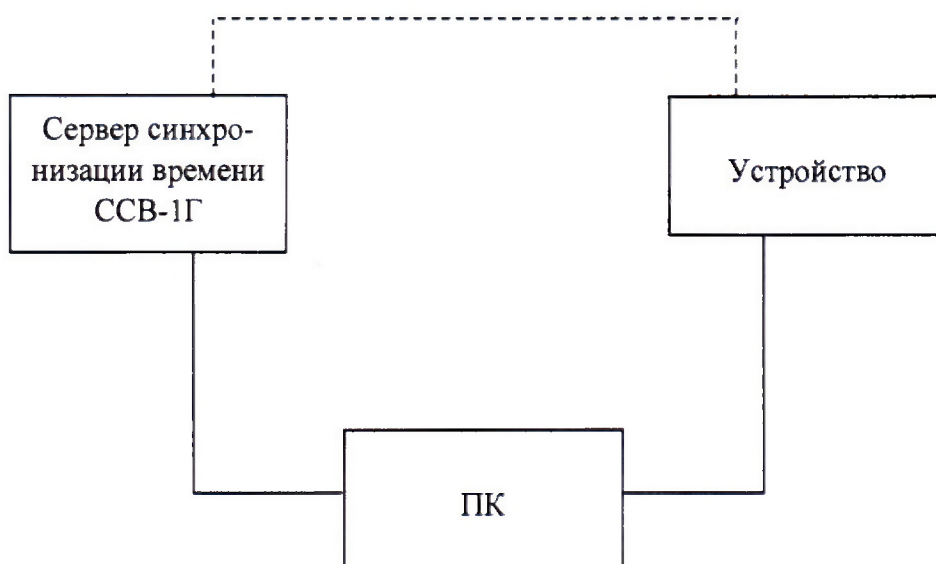 Сервер синхро-
низации времени
ССВ-1Г
Устройство
ПК